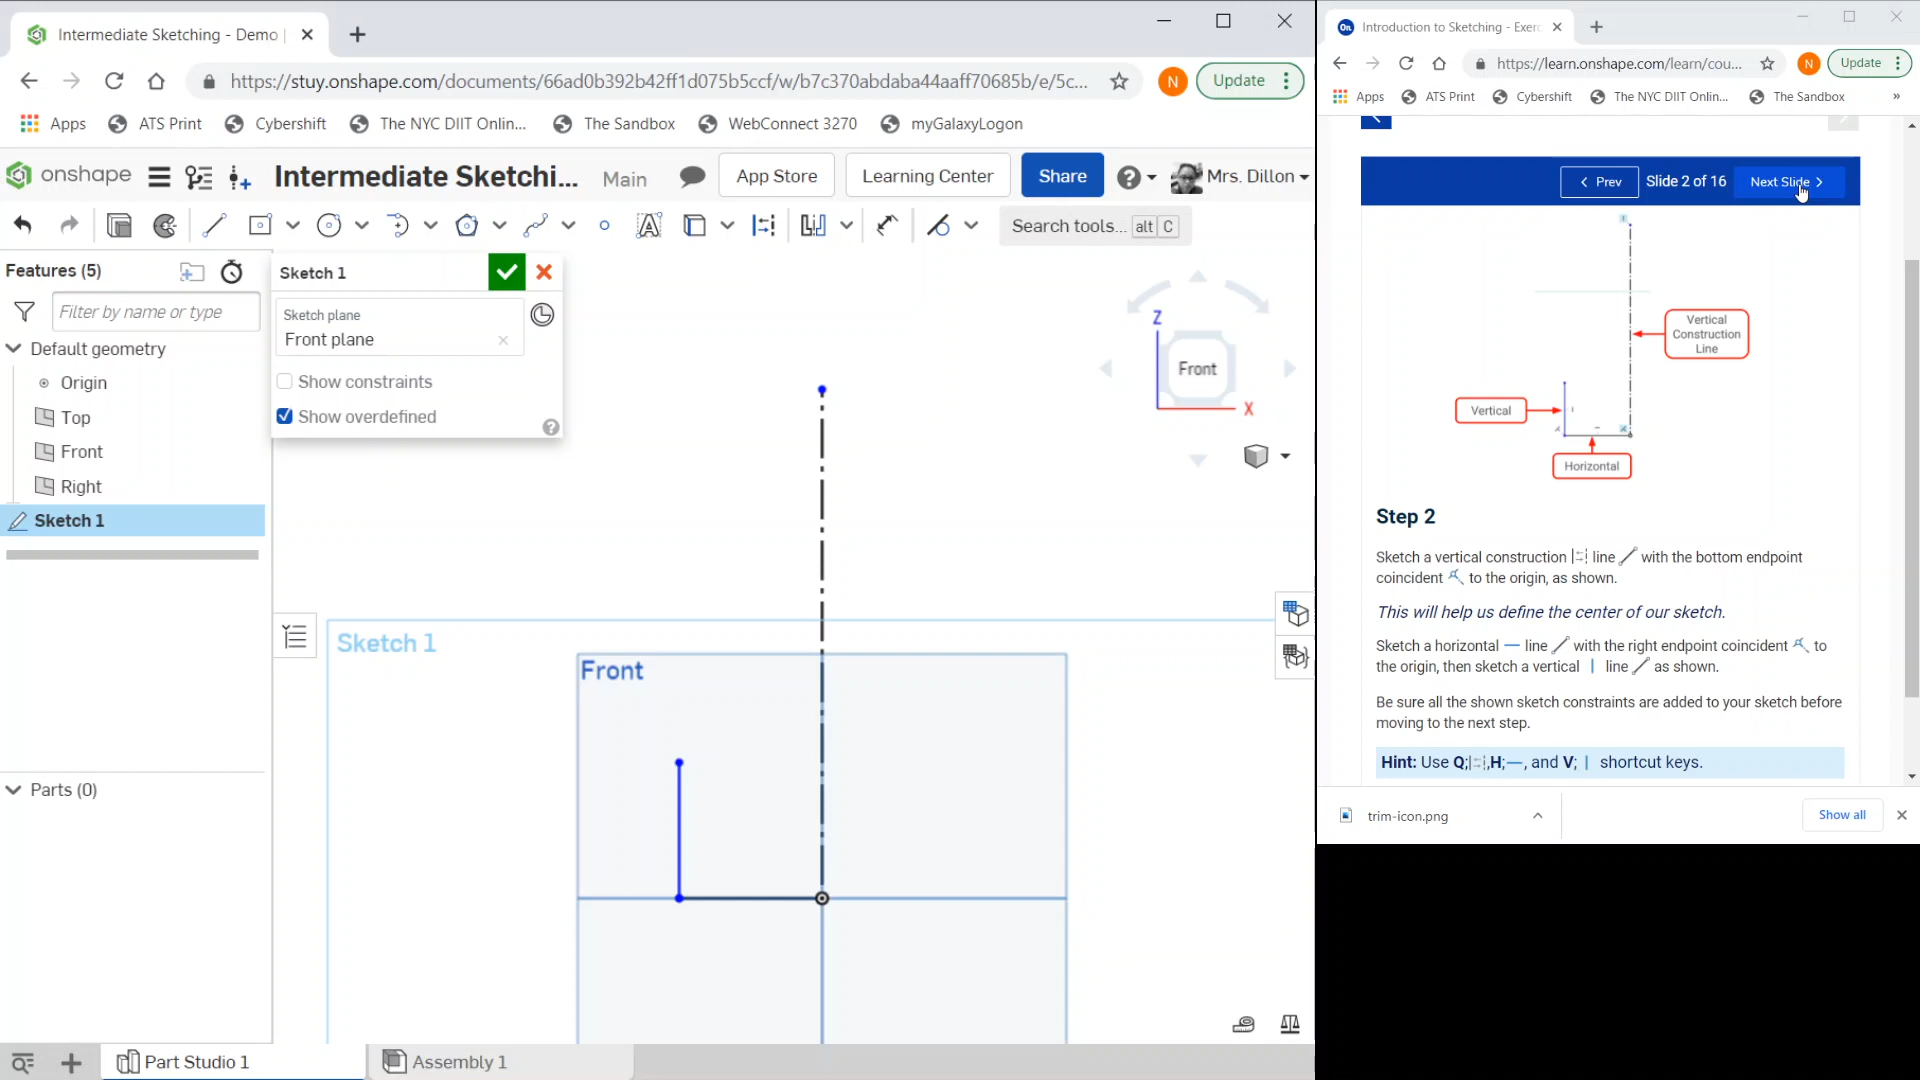 Intermediate Sketching - Demo
https://stuy.onshape.com/documents/66ad0b392b42ff1d075b5ccf/w/b7c370abdaba44aaff70685b/e/5c...
N
Update
Apps
ATS Print
Cybershift
The NYC DIIT Onlin...
The Sandbox
WebConnect 3270
myGalaxyLogon
onshape
Intermediate Sketchi...
Main
App Store
Learning Center
Share
Mrs. Dillon
Search tools... alt C
Features (5)
Filter by name or type
Default geometry
Origin
Top
Front
Right
Sketch 1
Parts (0)
Sketch 1
Sketch plane
Front plane
Show constraints
Show overdefined
Z
Front
X
Sketch 1
Front
Part Studio 1
Assembly 1
On
Introduction to Sketching - Exerc
https://learn.onshape.com/learn/cou...
N
Update
Apps
ATS Print
Cybershift
The NYC DIIT Onlin...
The Sandbox
»
Prev
Slide 2 of 16
Next Slide
Vertical
Construction
Line
Vertical
Horizontal
Step 2
Sketch a vertical construction line with the bottom endpoint
coincident to the origin, as shown.
This will help us define the center of our sketch.
Sketch a horizontal line with the right endpoint coincident to
the origin, then sketch a vertical line as shown.
Be sure all the shown sketch constraints are added to your sketch before
moving to the next step.
Hint: Use Q; ,H; , and V; shortcut keys.
trim-icon.png
Show all